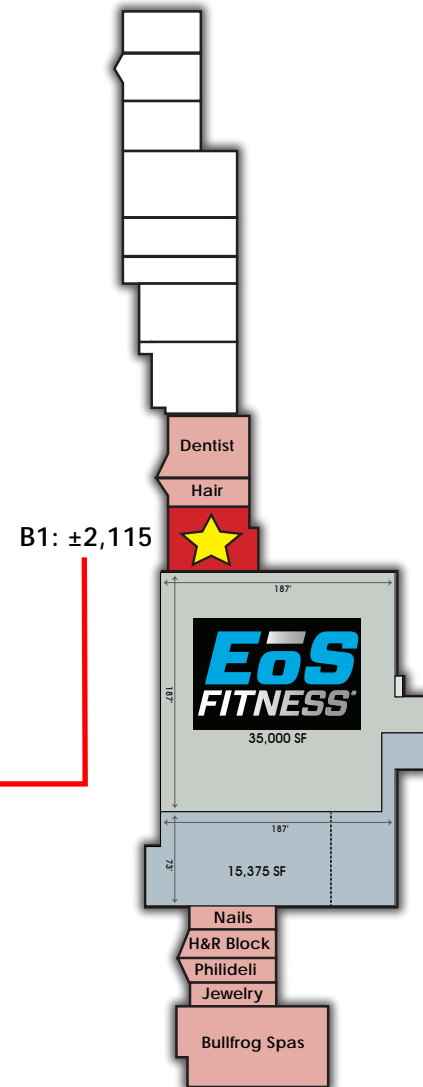 Dentist
Hair
B1: ±2,115
187'
EōS
FITNESS
187'
35,000 SF
187'
73'
15,375 SF
Nails
H&R Block
Philideli
Jewelry
Bullfrog Spas